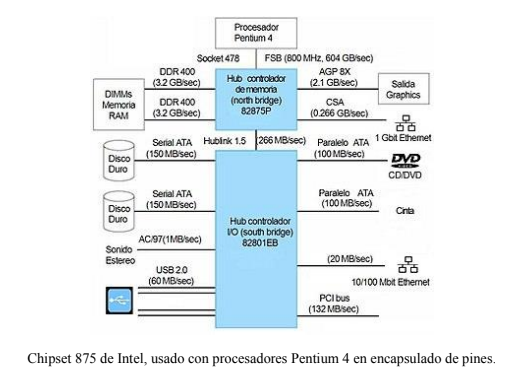 Procesador
Pentium 4
Socket 478
FSB (800 MHz, 604 GB/sec)
DDR 400
(3.2 GB/sec)
Hub controlador
de memoria
(north bridge)
82875P
AGP 8X
(2.1 GB/sec)
Salida
Graphics
DIMMs
Memoria
RAM
DDR 400
(3.2 GB/sec)
CSA
(0.266 GB/sec)
1 Gbit Ethernet
Hublink 1.5
266 MB/sec)
Disco
Duro
Serial ATA
(150 MB/sec)
Paralelo ATA
(100 MB/sec)
DVD
CD/DVD
Disco
Duro
Serial ATA
(150 MB/sec)
Hub controlador
I/O (south bridge)
82801EB
Paralelo ATA
(100 MB/sec)
Cinta
AC/97(1MB/sec)
Sonido
Estereo
(20 MB/sec)
10/100 Mbit Ethernet
USB 2.0
(60 MB/sec)
PCI bus
(132 MB/sec)
Chipset 875 de Intel, usado con procesadores Pentium 4 en encapsulado de pines.